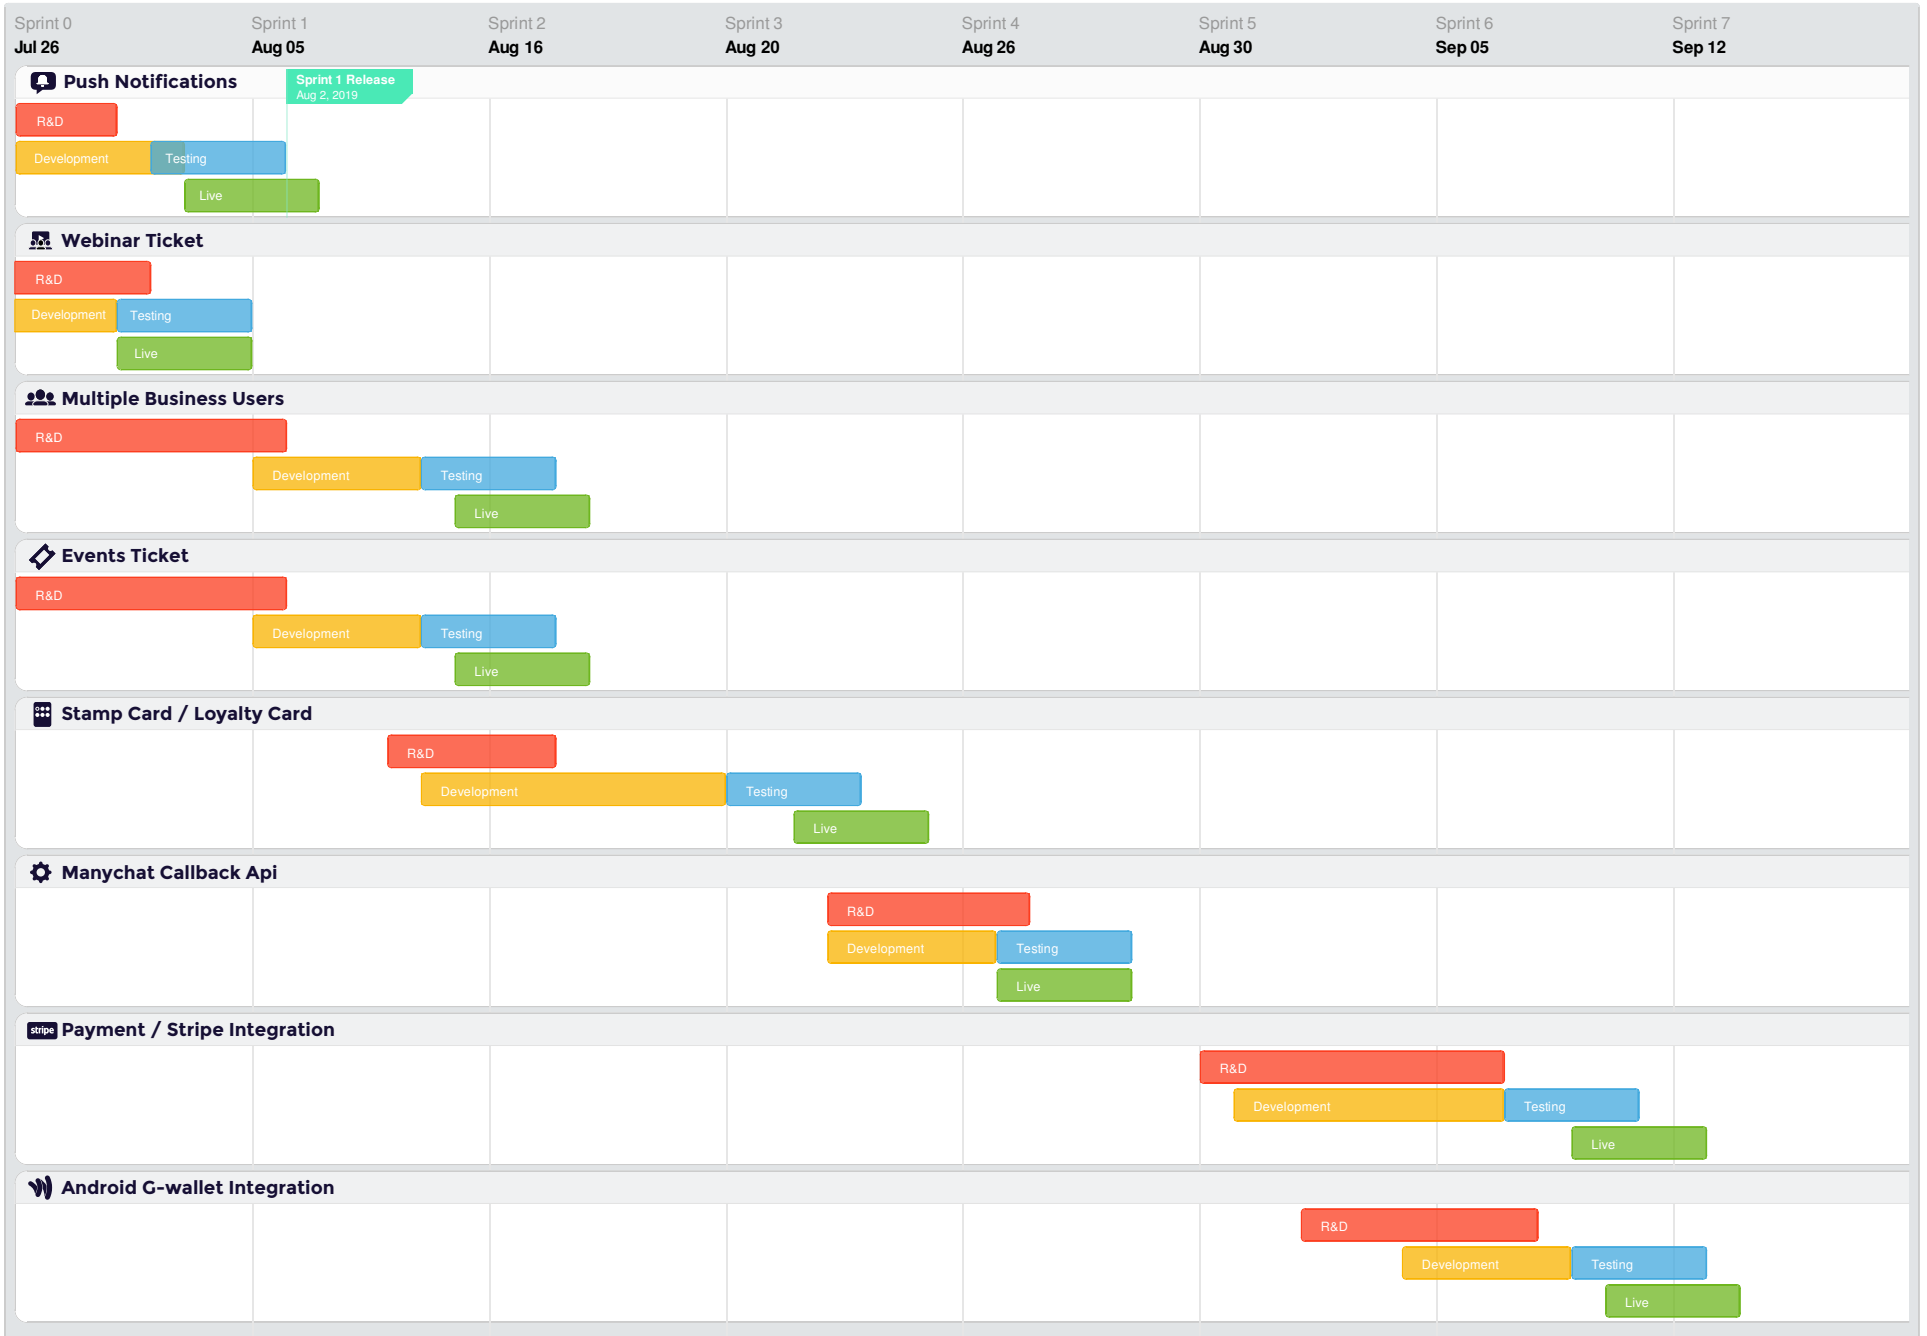 Sprint 0 Sprint 1 Sprint 2 Sprint 3 Sprint 4 Sprint 5 Sprint 6 Sprint 7
Jul 26 Aug 05 Aug 16 Aug 20 Aug 26 Aug 30 Sep 05 Sep 12
Push Notifications
Sprint 1 Release
Aug 2, 2019
R&D
Development Testing
Live
Webinar Ticket
R&D
Development Testing
Live
Multiple Business Users
R&D
Development Testing
Live
Events Ticket
R&D
Development Testing
Live
Stamp Card / Loyalty Card
R&D
Development Testing
Live
Manychat Callback Api
R&D
Development Testing
Live
stripe Payment / Stripe Integration
R&D
Development Testing
Live
Android G-wallet Integration
R&D
Development Testing
Live